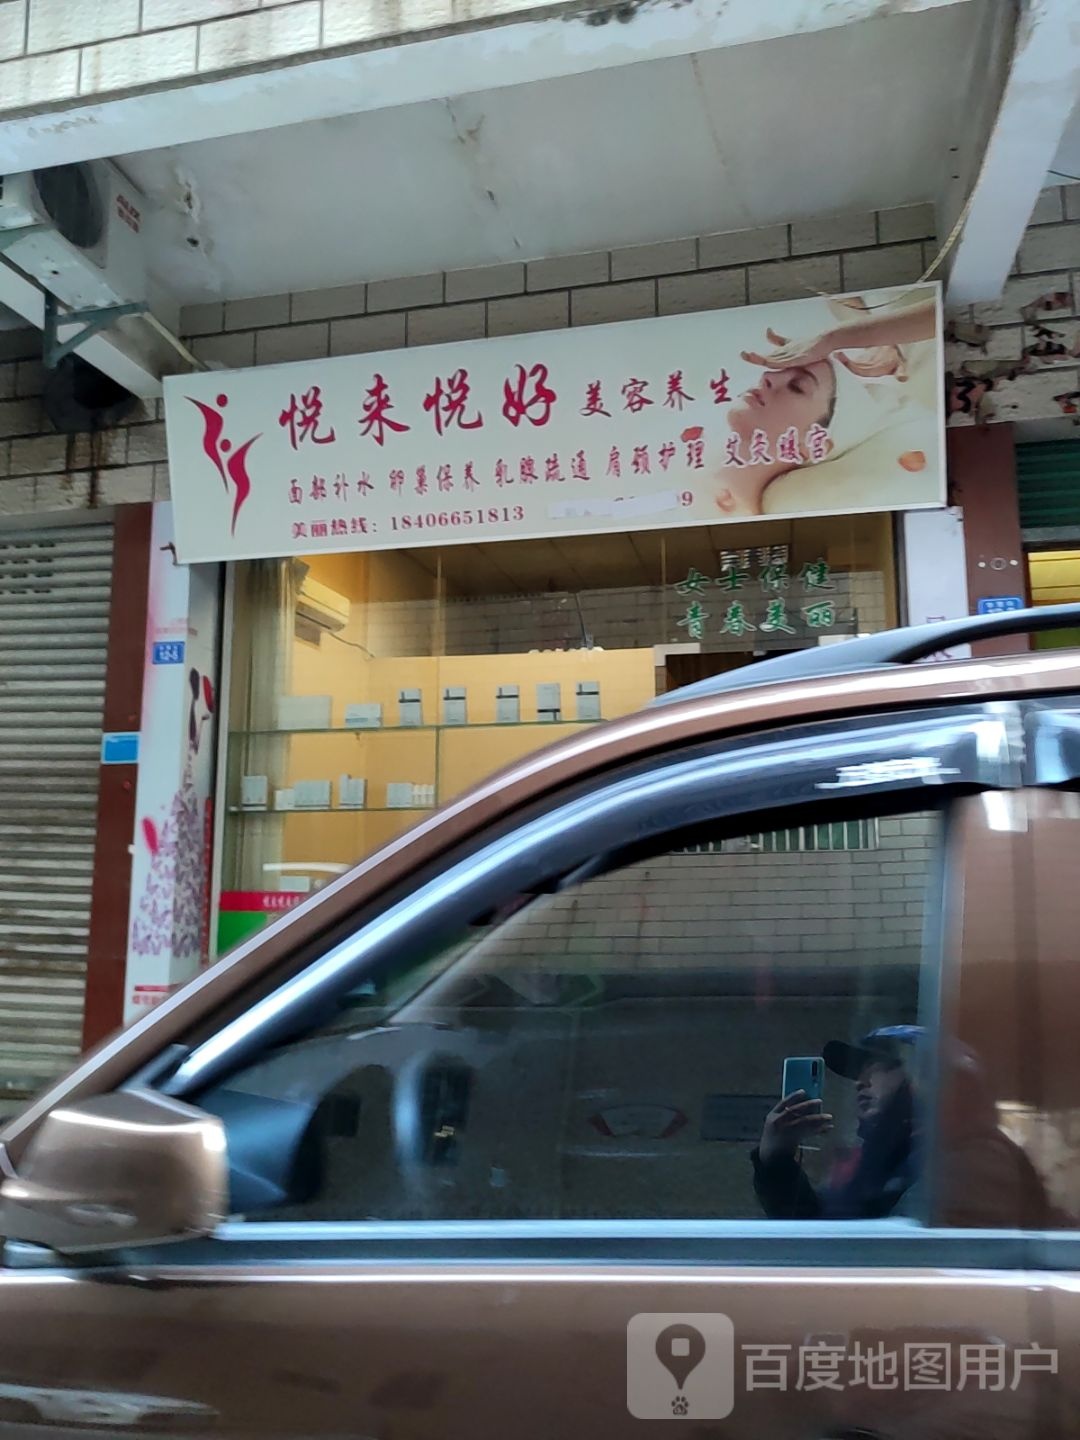 悦来悦好 美容养生
面部补水 卵巢保养 乳腺疏通 肩颈护理 艾灸暖宫
美丽热线：18406651813
女士保健
青春美丽
12-5
百度地图用户